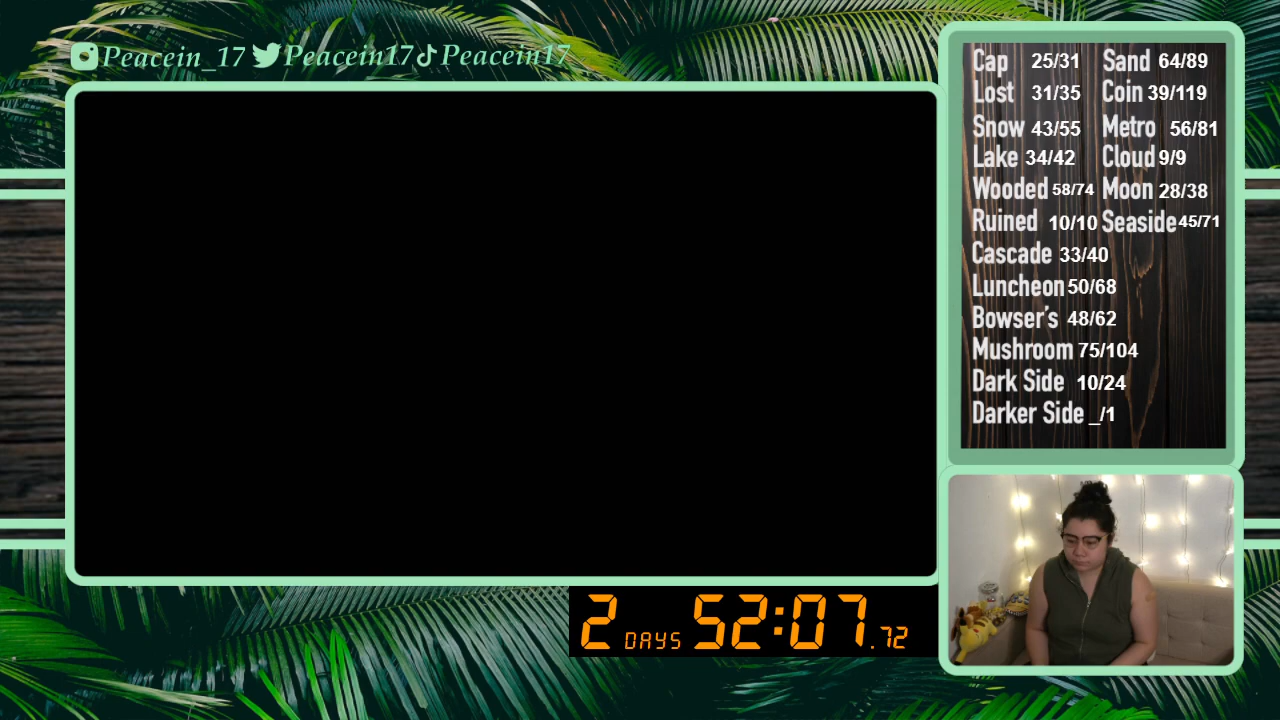 Peacein_17 Peacein17 Peacein17
Cap 25/31 Sand 64/89
Lost 31/35 Coin 39/119
Snow 43/55 Metro 56/81
Lake 34/42 Cloud 9/9
Wooded 58/74 Moon 28/38
Ruined 10/10 Seaside 45/71
Cascade 33/40
Luncheon 50/68
Bowser's 48/62
Mushroom 75/104
Dark Side 10/24
Darker Side _/1
2 DAYS 52:07.72